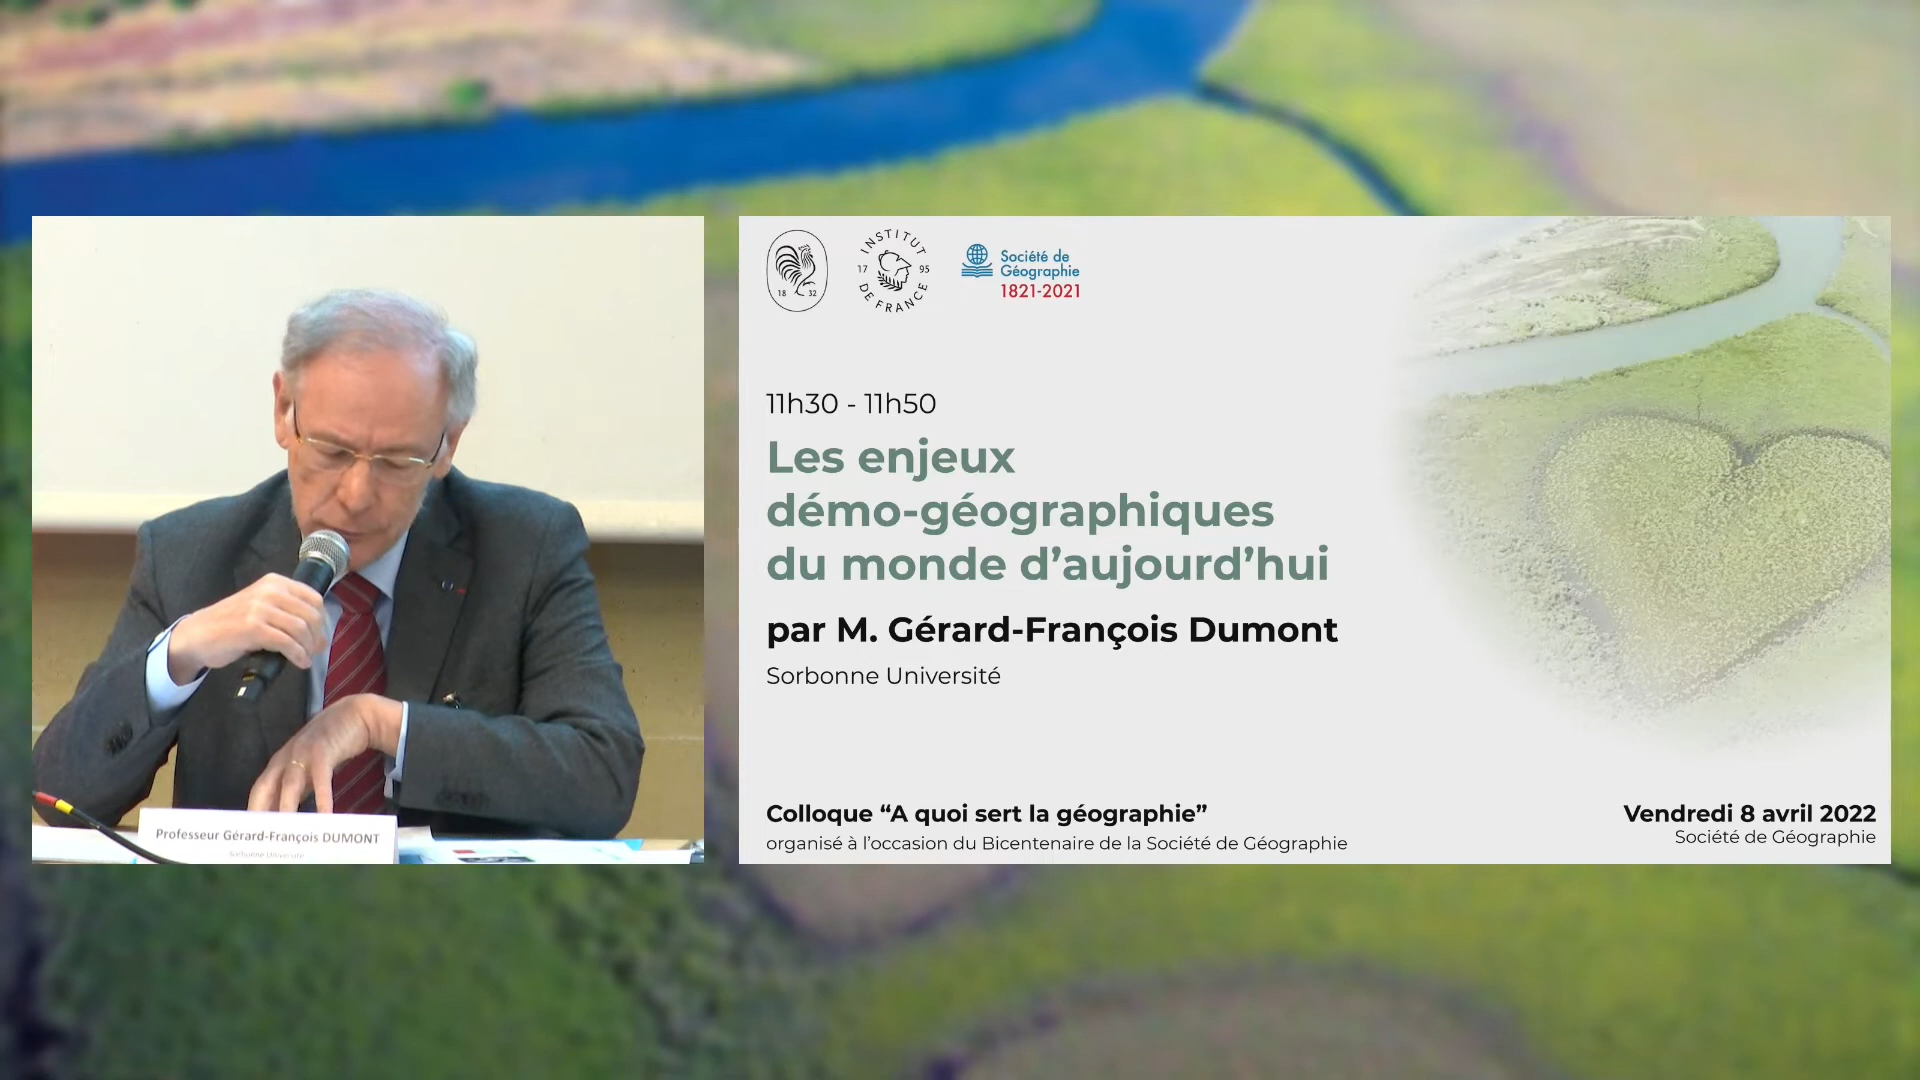 Professeur Gérard-François DUMONT
Sorbonne Université
18 32
INSTITUT
17 95
DE FRANCE
Société de
Géographie
1821-2021
11h30 - 11h50
Les enjeux
démo-géographiques
du monde d’aujourd’hui
par M. Gérard-François Dumont
Sorbonne Université
Colloque “A quoi sert la géographie”
organisé à l’occasion du Bicentenaire de la Société de Géographie
Vendredi 8 avril 2022
Société de Géographie